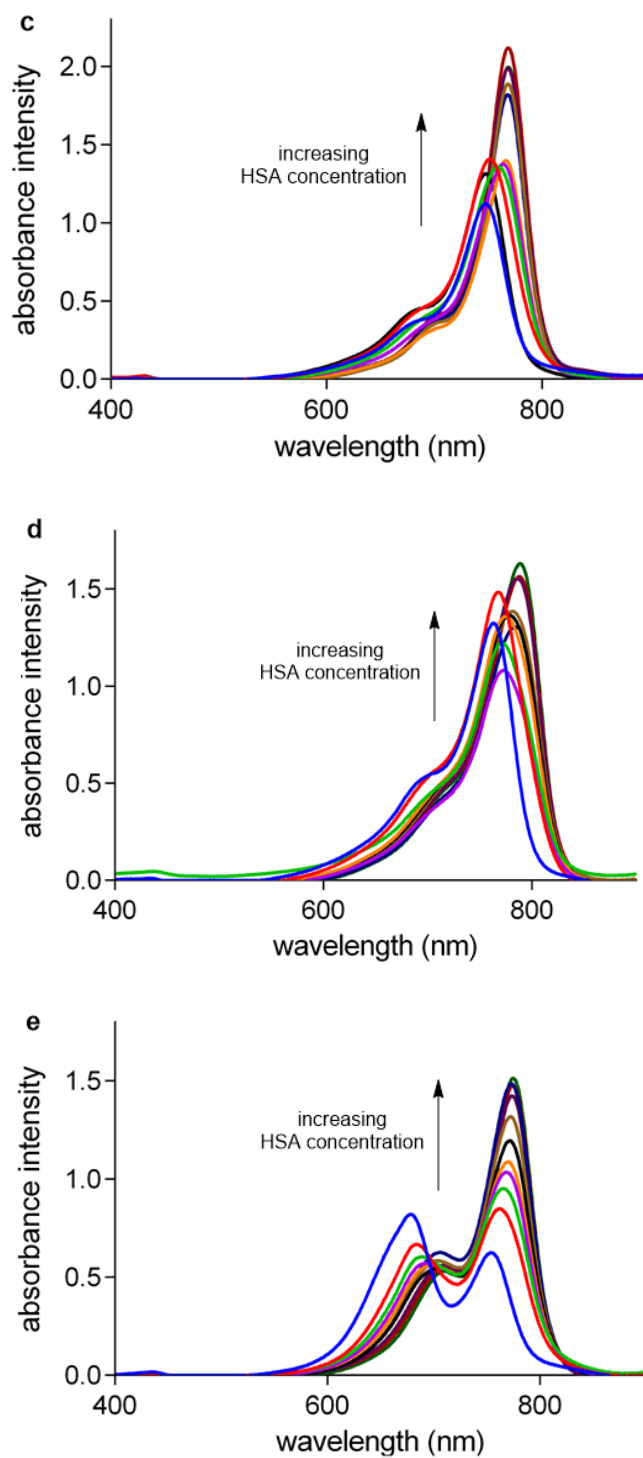 c
absorbance intensity
2.0
1.5
1.0
0.5
0.0
increasing
HSA concentration
400
600
800
wavelength (nm)
d
absorbance intensity
1.5
1.0
0.5
0.0
increasing
HSA concentration
400
600
800
wavelength (nm)
e
absorbance intensity
1.5
1.0
0.5
0.0
increasing
HSA concentration
400
600
800
wavelength (nm)